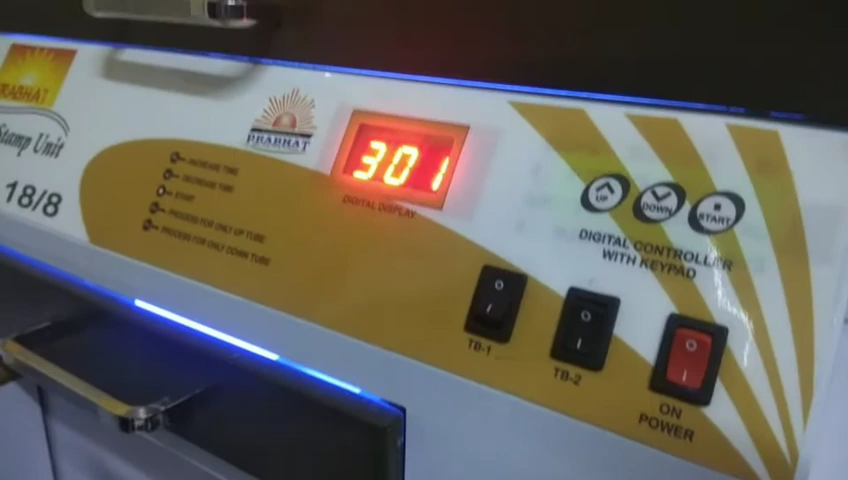 PRABHAT
Stamp Unit
18/8
PRABHAT
INCREASE TIME
DECREASE TIME
START
PROCESS FOR ONLY UP TUBE
PROCESS FOR ONLY DOWN TUBE
301
DIGITAL DISPLAY
UP
DOWN
START
DIGITAL CONTROLLER
WITH KEYPAD
TB-1
TB-2
ON
POWER